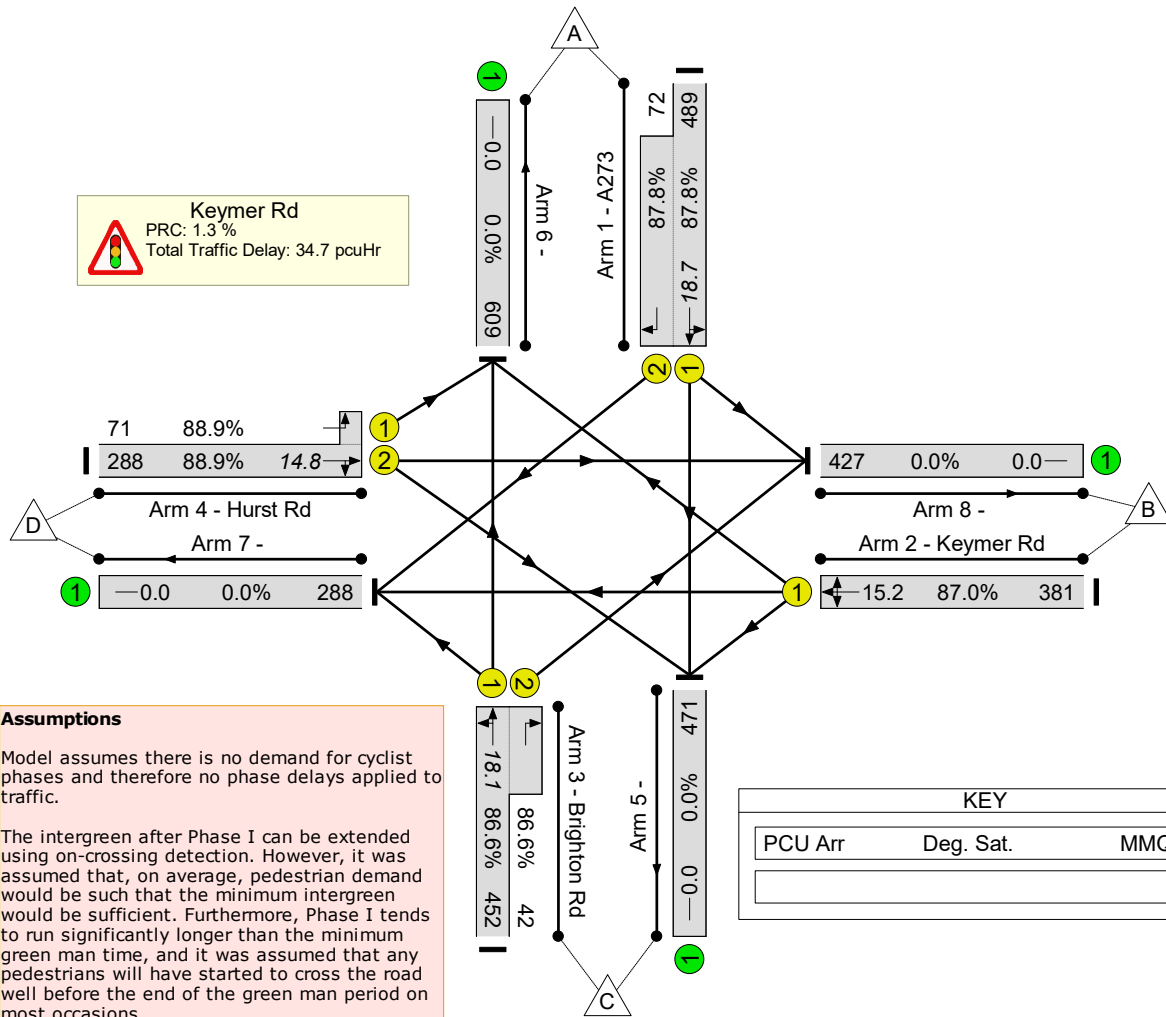 A
1
72
489
87.8%
87.8%
18.7
Arm 1 - A273
0.0
0.0%
609
Arm 6 -
Keymer Rd
PRC: 1.3 %
Total Traffic Delay: 34.7 pcuHr
2
1
71 88.9%
288 88.9% 14.8
1
2
Arm 4 - Hurst Rd
D
Arm 7 -
1
0.0 0.0% 288
427 0.0% 0.0
1
Arm 8 -
B
Arm 2 - Keymer Rd
1
15.2 87.0% 381
1
2
18.1
86.6%
452
86.6%
42
Arm 3 - Brighton Rd
Arm 5 -
471
0.0%
0.0
1
C
Assumptions
Model assumes there is no demand for cyclist
phases and therefore no phase delays applied to
traffic.
The intergreen after Phase I can be extended
using on-crossing detection. However, it was
assumed that, on average, pedestrian demand
would be such that the minimum intergreen
would be sufficient. Furthermore, Phase I tends
to run significantly longer than the minimum
green man time, and it was assumed that any
pedestrians will have started to cross the road
well before the end of the green man period on
most occasions
KEY
PCU Arr Deg. Sat.